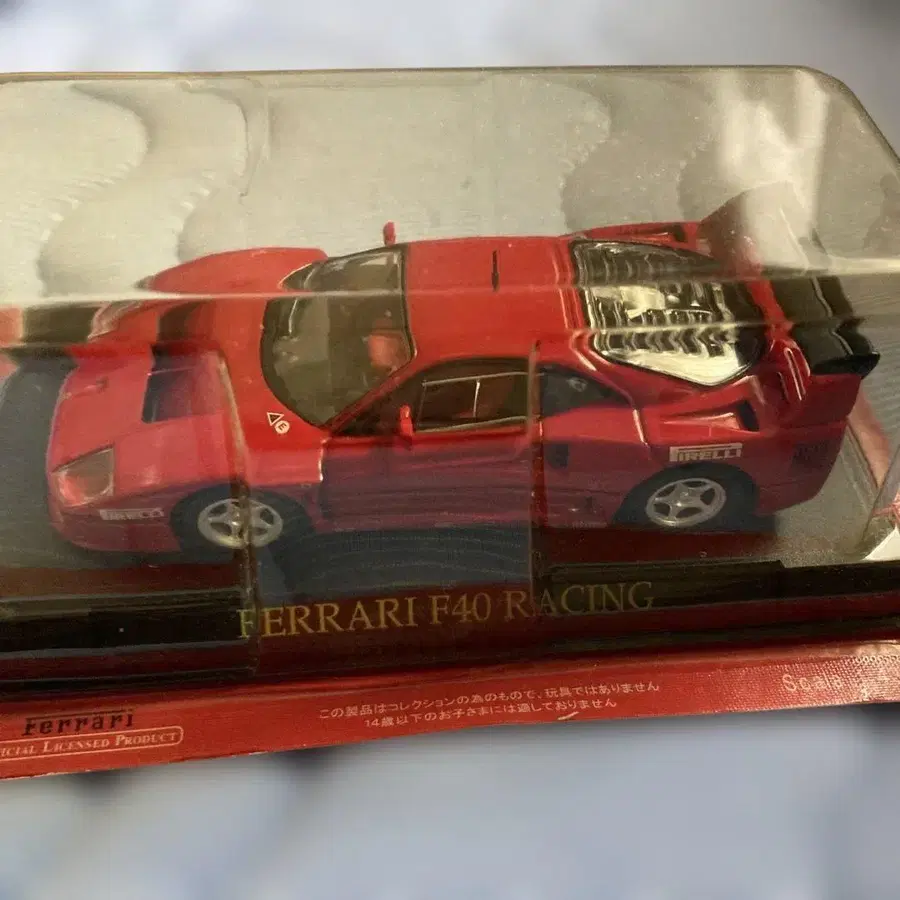 PIRELLI
PIRELLI
FERRARI F40 RACING
Ferrari
ICIAL LICENSED PRODUCT
この製品はコレクションの為のもので、玩具ではありません
14歳以下のお子さまには適しておりません
Scale